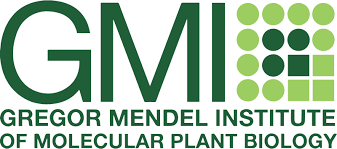 GMI
GREGOR MENDEL INSTITUTE
OF MOLECULAR PLANT BIOLOGY